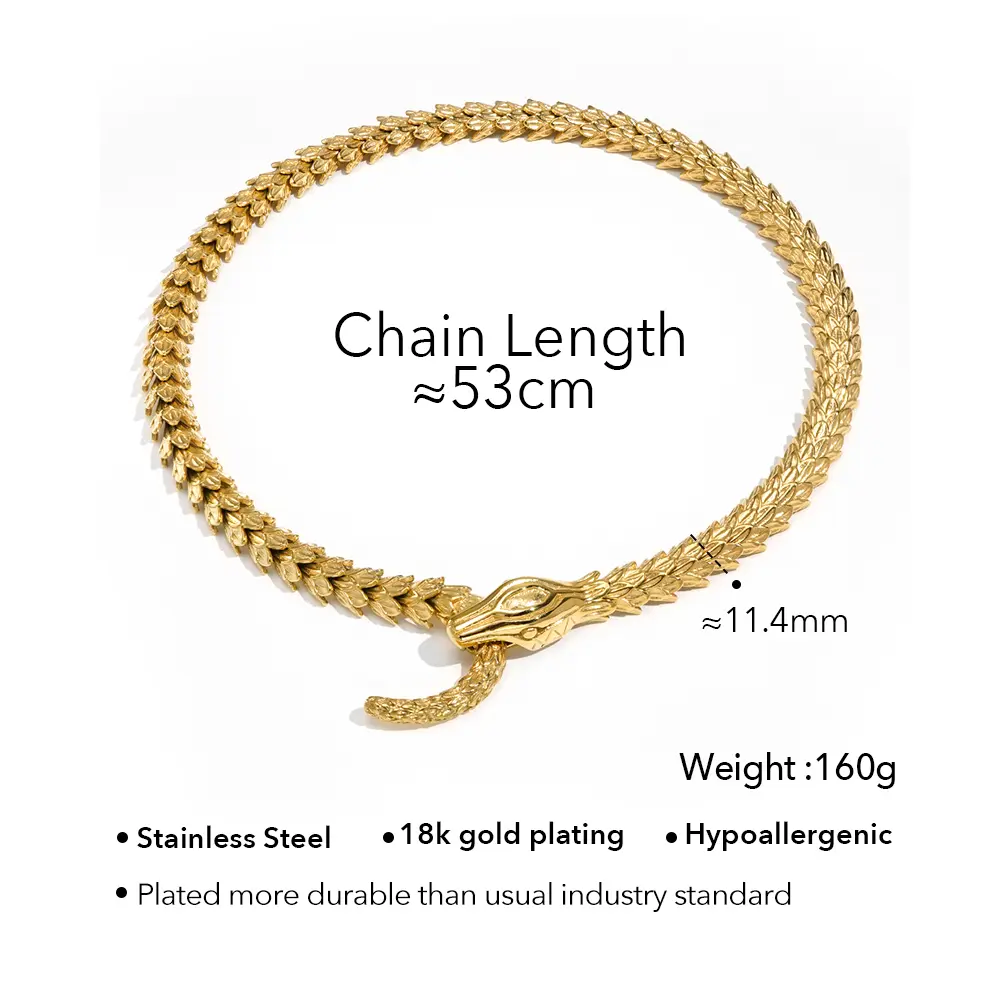 Chain Length
≈53cm
≈11.4mm
Weight :160g
• Stainless Steel • 18k gold plating • Hypoallergenic
• Plated more durable than usual industry standard